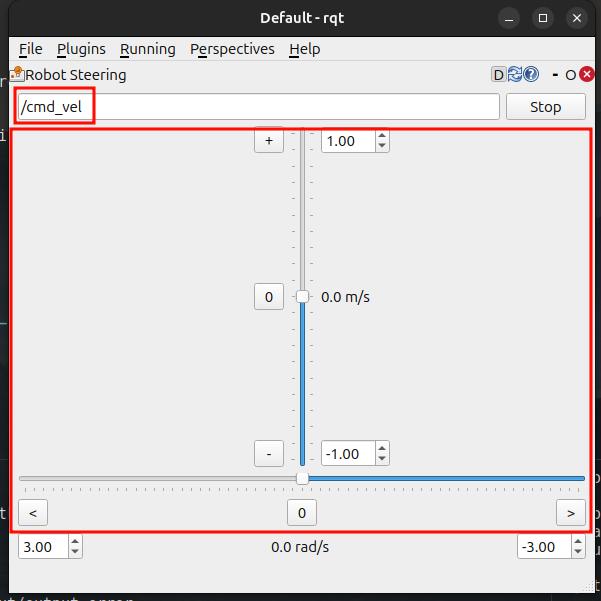 Default - rqt
File Plugins Running Perspectives Help
Robot Steering D - O
/cmd_vel Stop
+ 1.00
0 0.0 m/s
- -1.00
< 0 >
3.00 0.0 rad/s -3.00